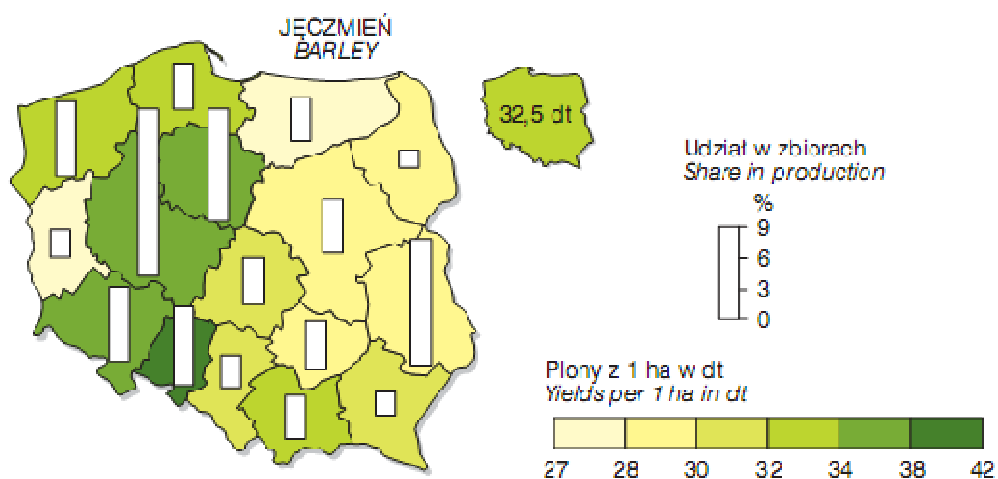 JĘCZMIEŃ
BARLEY
32,5 dt
Udział w zbiorach
Share in production
%
9
6
3
0
Plony z 1 ha w dt
Yields per 1 ha in dt
27 28 30 32 34 38 42